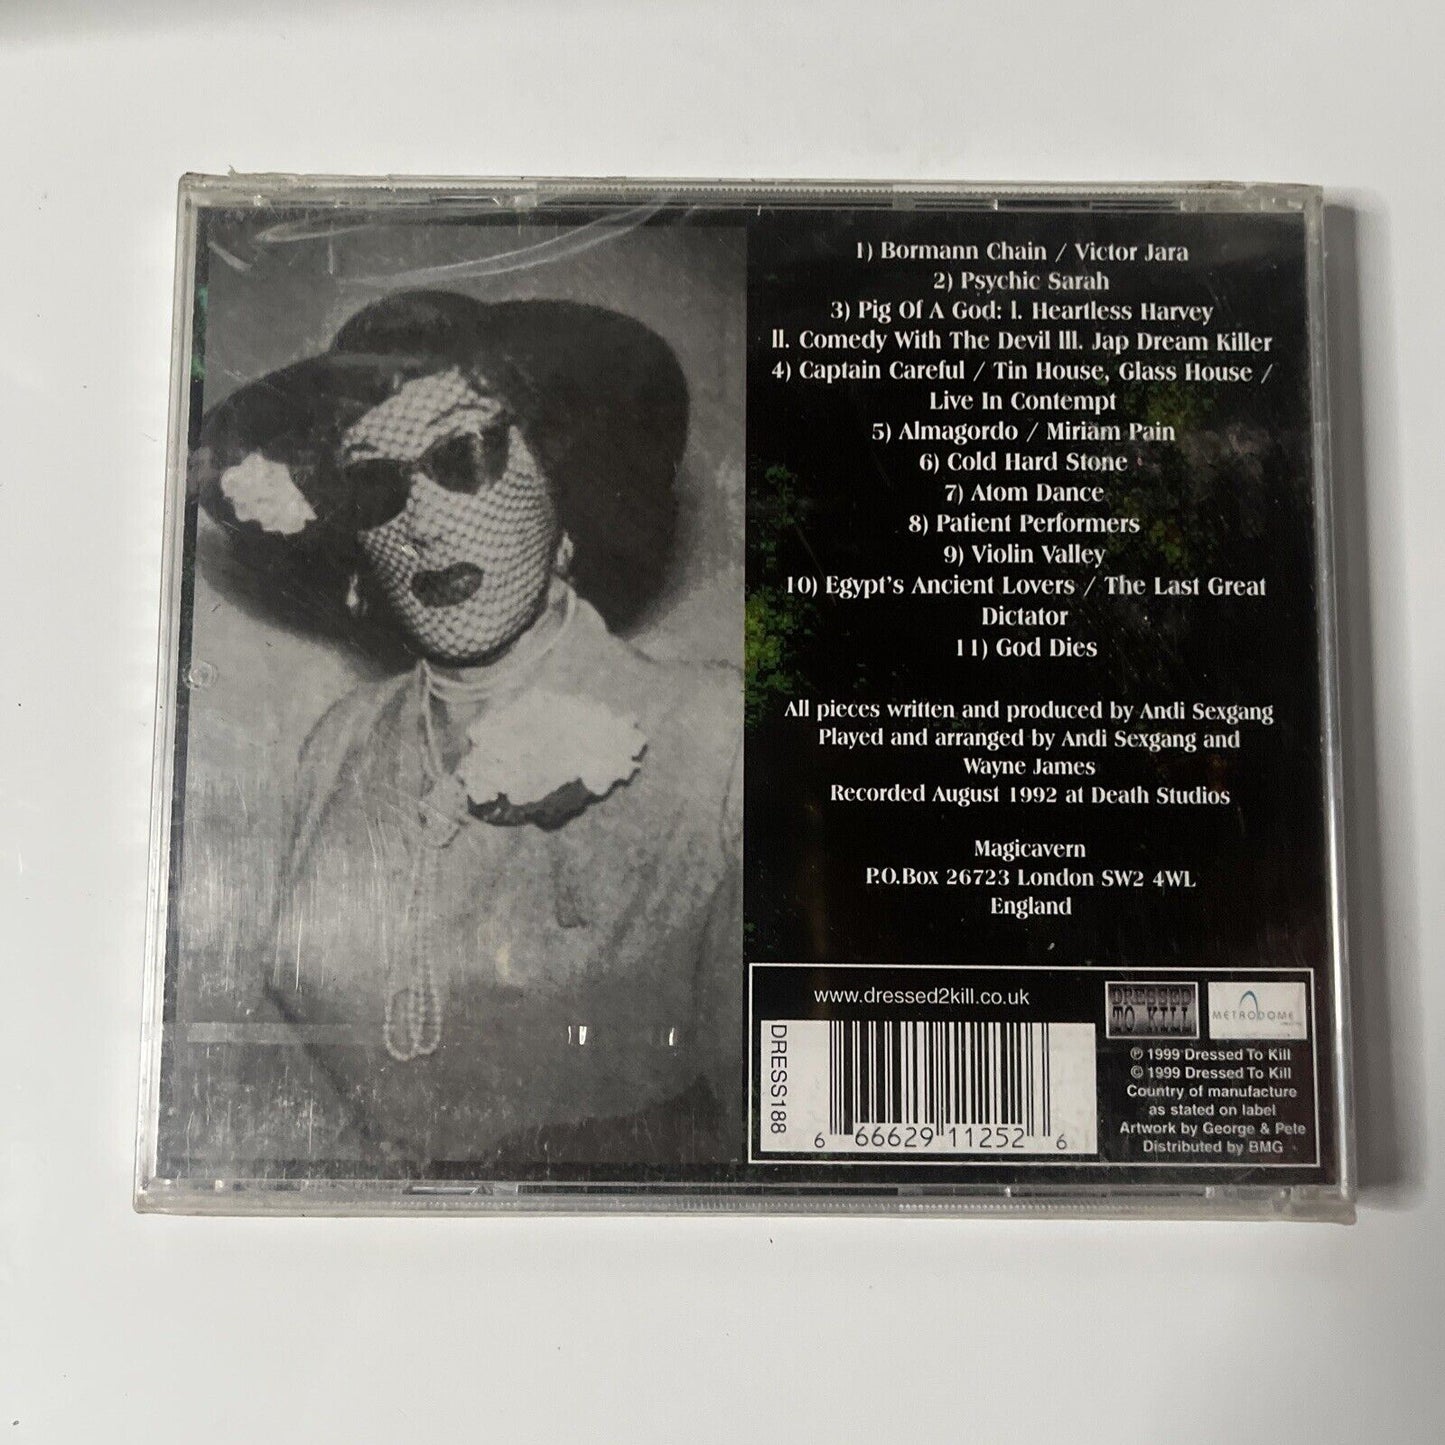 1) Bormann Chain / Victor Jara
2) Psychic Sarah
3) Pig Of A God: l. Heartless Harvey
ll. Comedy With The Devil lll. Jap Dream Killer
4) Captain Careful / Tin House, Glass House /
Live In Contempt
5) Almagordo / Miriam Pain
6) Cold Hard Stone
7) Atom Dance
8) Patient Performers
9) Violin Valley
10) Egypt's Ancient Lovers / The Last Great
Dictator
11) God Dies
All pieces written and produced by Andi Sexgang
Played and arranged by Andi Sexgang and
Wayne James
Recorded August 1992 at Death Studios
Magicavern
P.O.Box 26723 London SW2 4WL
England
www.dressed2kill.co.uk
DRESS188
6 66629 11252 6
DRESSED
TO KILL
METRODOME
℗ 1999 Dressed To Kill
© 1999 Dressed To Kill
Country of manufacture
as stated on label
Artwork by George & Pete
Distributed by BMG